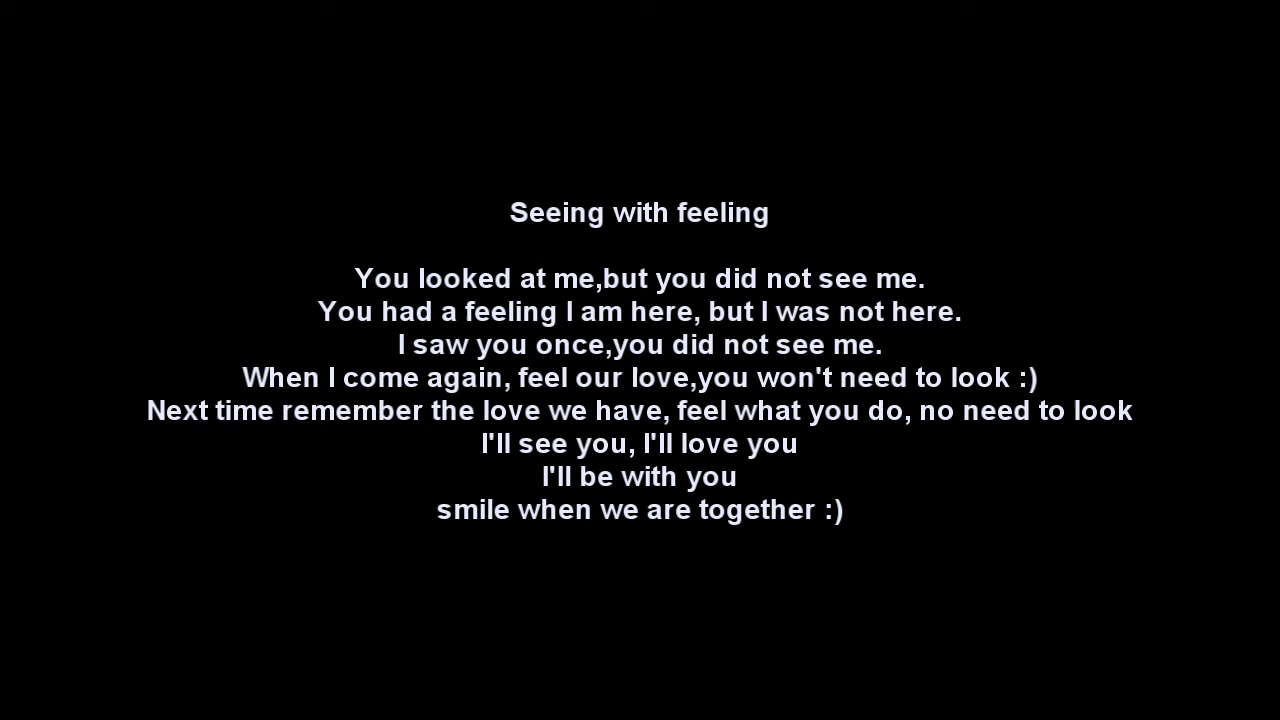 Seeing with feeling
You looked at me,but you did not see me.
You had a feeling I am here, but I was not here.
I saw you once,you did not see me.
When I come again, feel our love,you won't need to look :)
Next time remember the love we have, feel what you do, no need to look
I'll see you, I'll love you
I'll be with you
smile when we are together :)